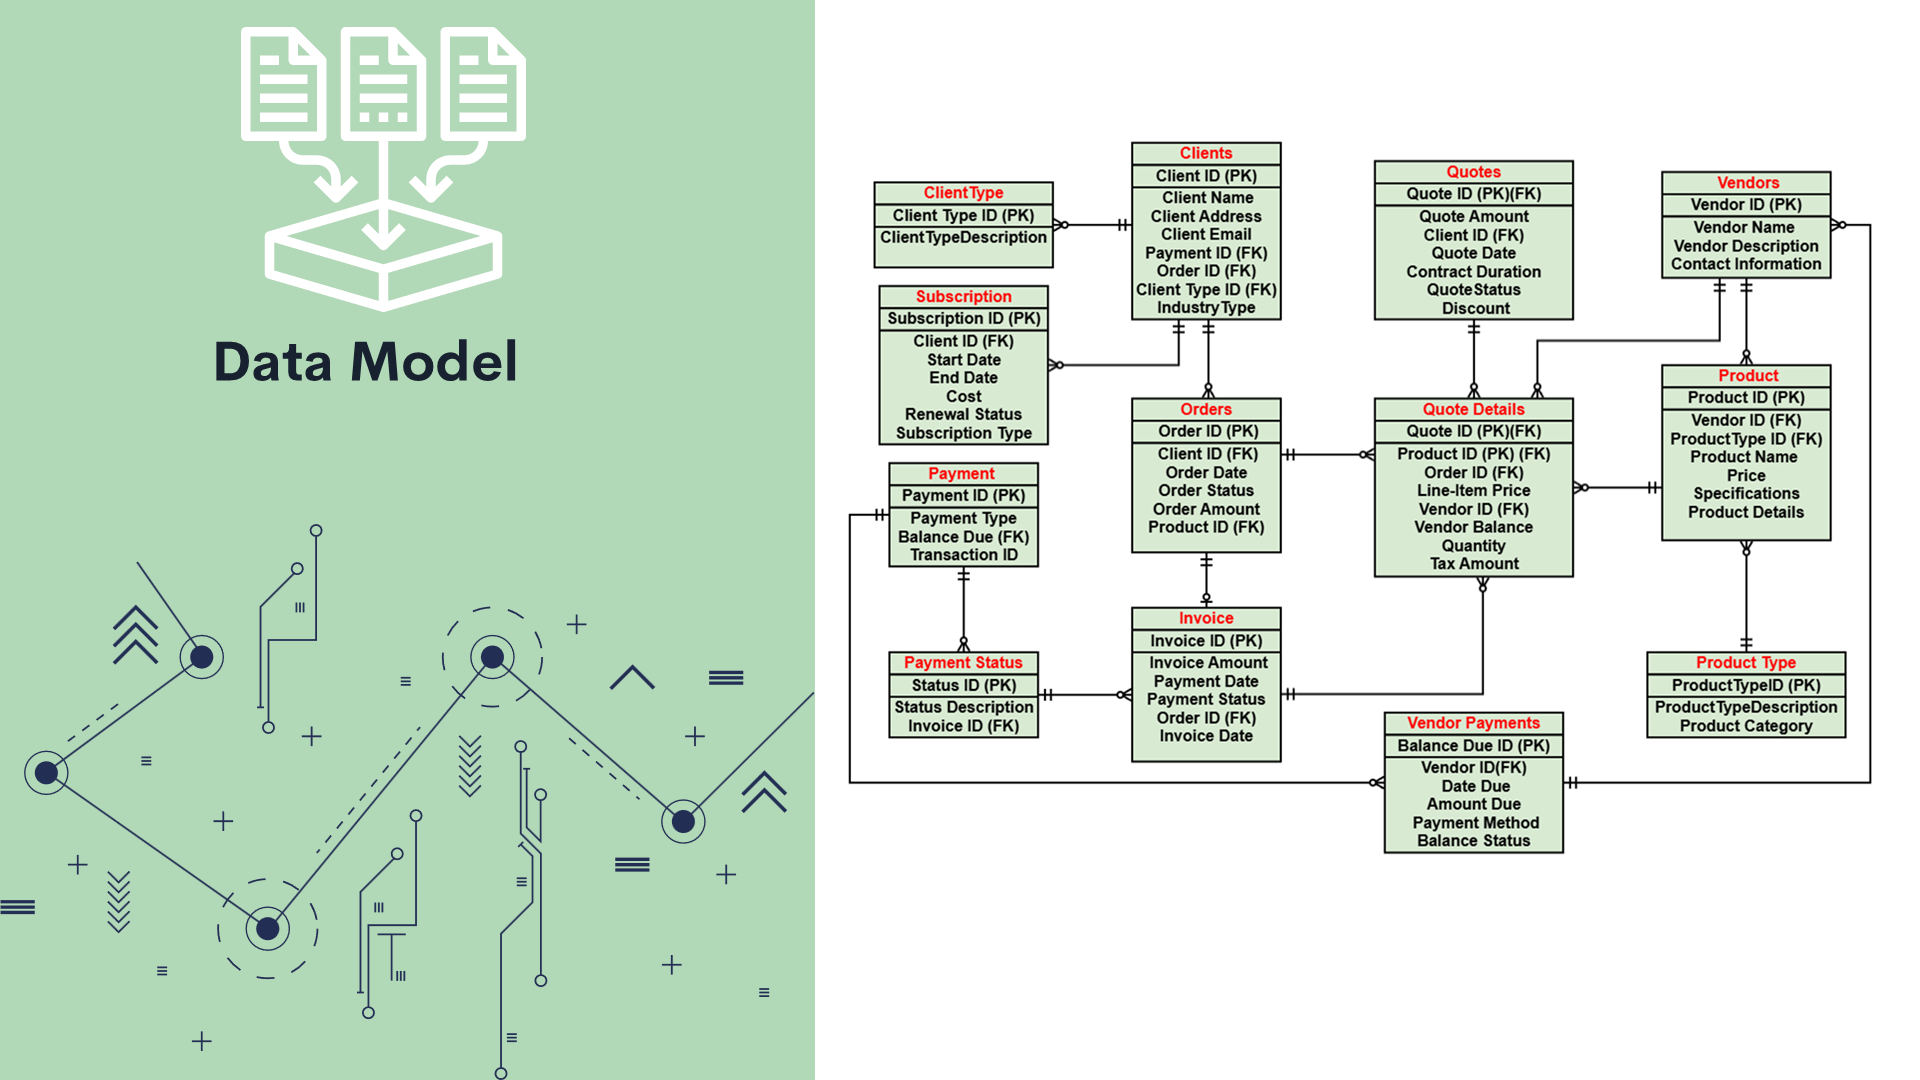 Data Model
ClientType
Client Type ID (PK)
ClientTypeDescription
Subscription
Subscription ID (PK)
Client ID (FK)
Start Date
End Date
Cost
Renewal Status
Subscription Type
Payment
Payment ID (PK)
Payment Type
Balance Due (FK)
Transaction ID
Payment Status
Status ID (PK)
Status Description
Invoice ID (FK)
Clients
Client ID (PK)
Client Name
Client Address
Client Email
Payment ID (FK)
Order ID (FK)
Client Type ID (FK)
IndustryType
Orders
Order ID (PK)
Client ID (FK)
Order Date
Order Status
Order Amount
Product ID (FK)
Invoice
Invoice ID (PK)
Invoice Amount
Payment Date
Payment Status
Order ID (FK)
Invoice Date
Quotes
Quote ID (PK)(FK)
Quote Amount
Client ID (FK)
Quote Date
Contract Duration
QuoteStatus
Discount
Quote Details
Quote ID (PK)(FK)
Product ID (PK) (FK)
Order ID (FK)
Line-Item Price
Vendor ID (FK)
Vendor Balance
Quantity
Tax Amount
Vendor Payments
Balance Due ID (PK)
Vendor ID(FK)
Date Due
Amount Due
Payment Method
Balance Status
Vendors
Vendor ID (PK)
Vendor Name
Vendor Description
Contact Information
Product
Product ID (PK)
Vendor ID (FK)
ProductType ID (FK)
Product Name
Price
Specifications
Product Details
Product Type
ProductTypeID (PK)
ProductTypeDescription
Product Category